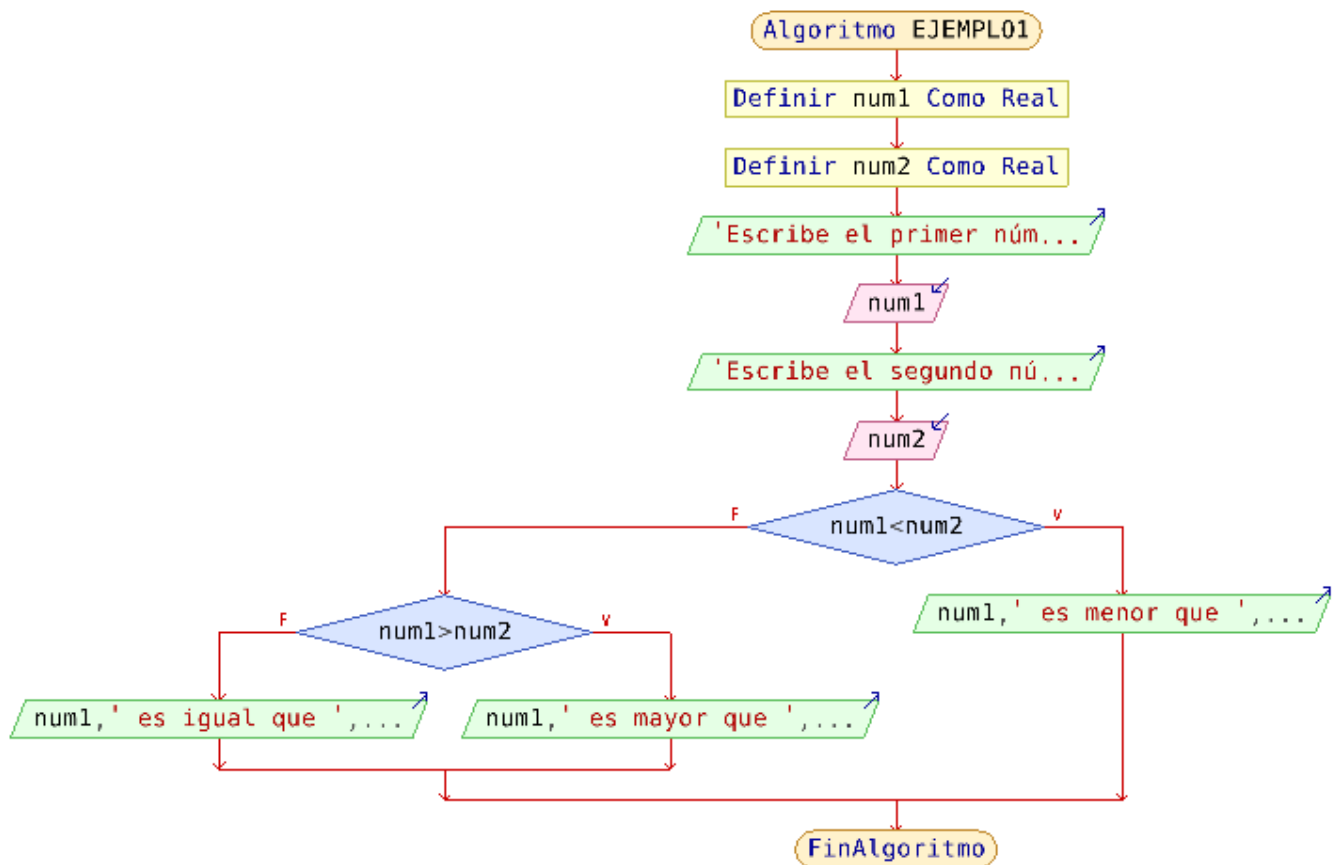 Algoritmo EJEMPLO1
Definir num1 Como Real
Definir num2 Como Real
'Escribe el primer núm...
num1
'Escribe el segundo nú...
num2
F
num1<num2
V
F
num1>num2
V
num1,' es menor que ',...
num1,' es igual que ',...
num1,' es mayor que ',...
FinAlgoritmo